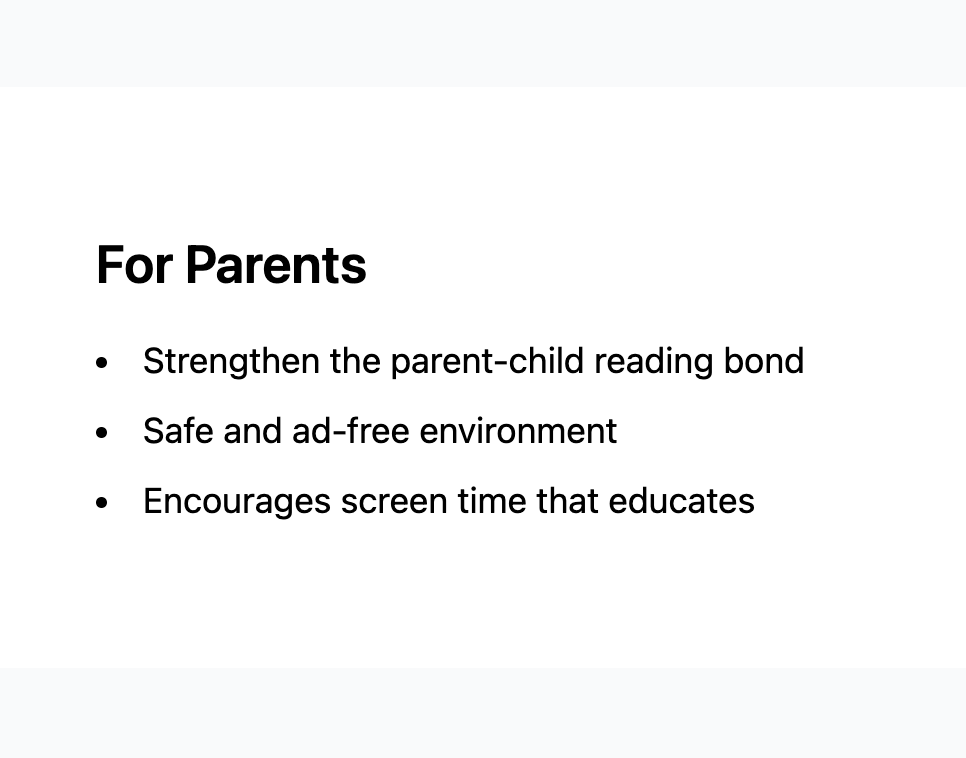 For Parents
• Strengthen the parent-child reading bond
• Safe and ad-free environment
• Encourages screen time that educates